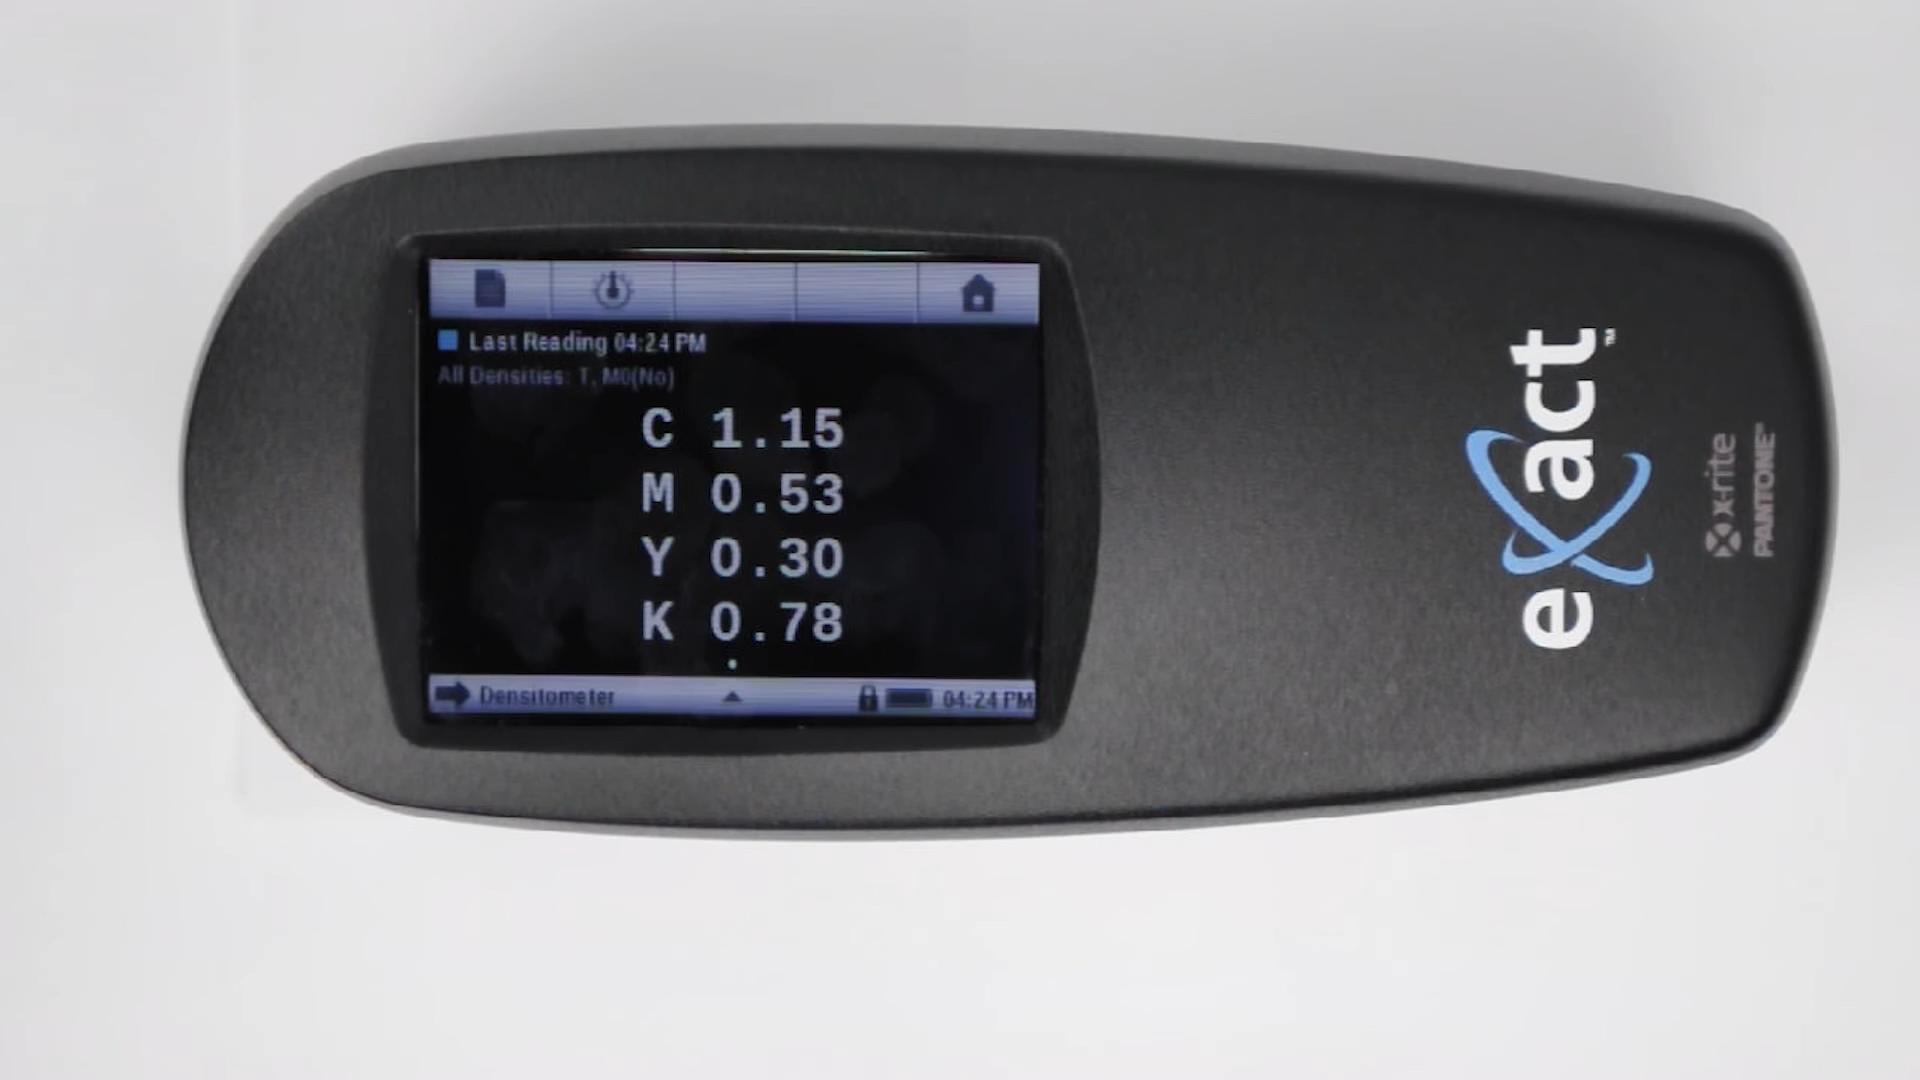 Last Reading 04:24 PM
All Densities: T, M0(No)
C 1.15
M 0.53
Y 0.30
K 0.78
Densitometer
04:24 PM
eXact™
x·rite
PANTONE®